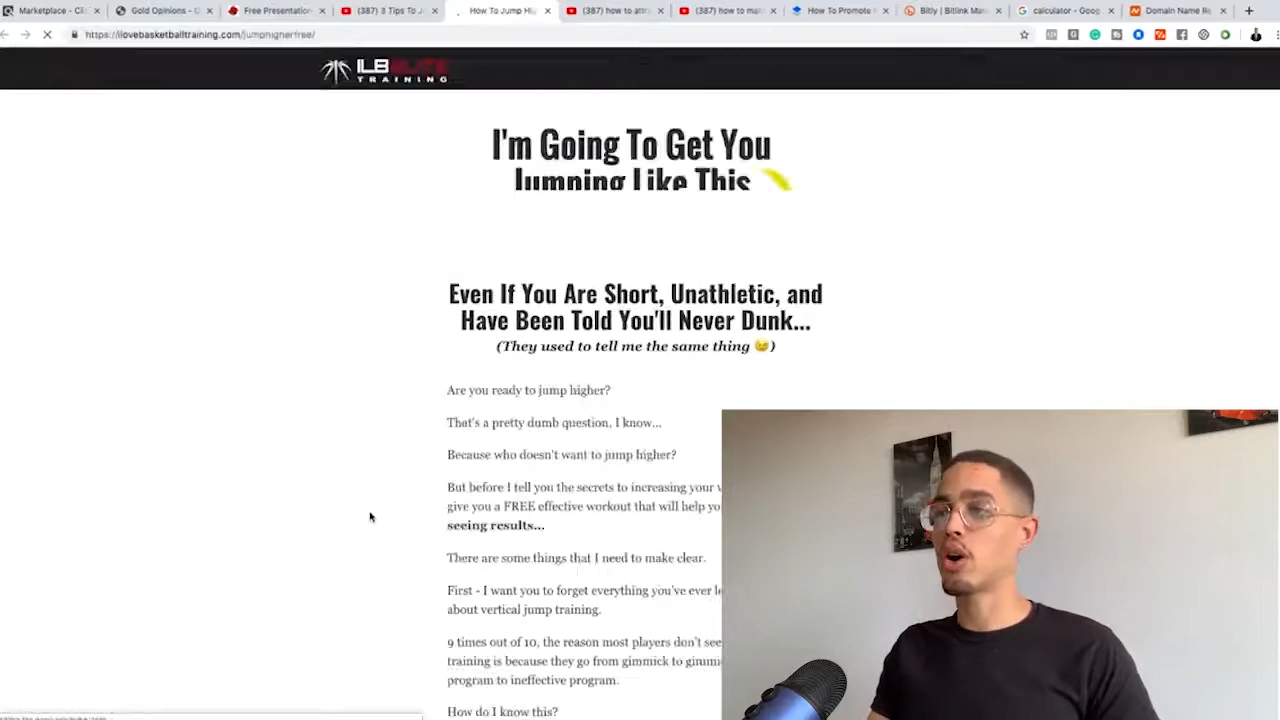 Marketplace - Cli
Gold Opinions - O
Free Presentation
(387) 3 Tips To J
How To Jump Hi
(387) how to attr
(387) how to mak
How To Promote
Bitly | Bitlink Man
calculator - Goog
Domain Name Re
https://ilovebasketballtraining.com/jumphigherfree/
ILB ELITE
TRAINING
I'm Going To Get You
Jumping Like This
Even If You Are Short, Unathletic, and
Have Been Told You'll Never Dunk...
(They used to tell me the same thing 😉)
Are you ready to jump higher?
That's a pretty dumb question, I know...
Because who doesn't want to jump higher?
But before I tell you the secrets to increasing your v
give you a FREE effective workout that will help yo
seeing results...
There are some things that I need to make clear.
First - I want you to forget everything you've ever le
about vertical jump training.
9 times out of 10, the reason most players don't see
training is because they go from gimmick to gimm
program to ineffective program.
How do I know this?